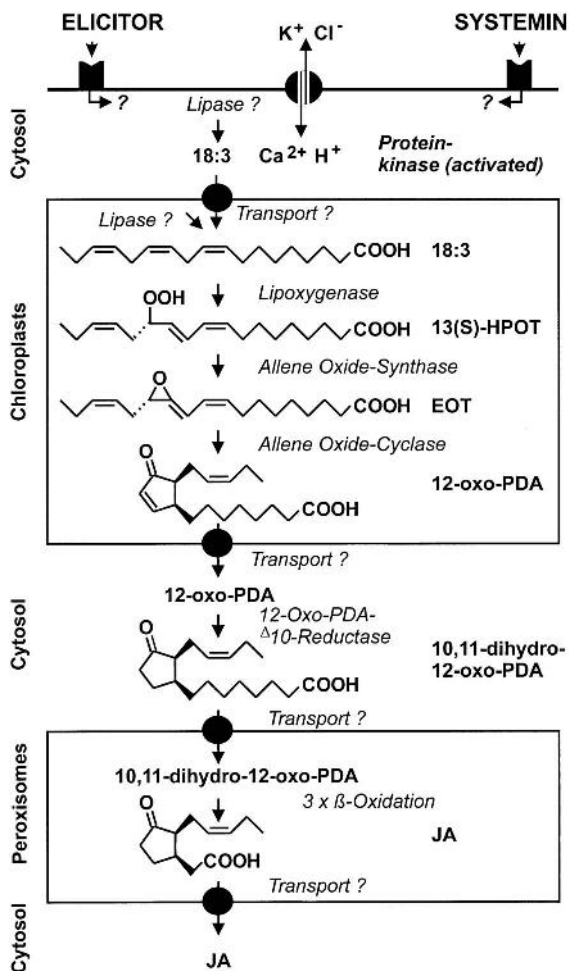 ELICITOR K⁺ Cl⁻ SYSTEMIN
? ?
Lipase ?
Cytosol
18:3 Ca²⁺ H⁺ Protein-
kinase (activated)
Lipase ? Transport ?
COOH 18:3
OOH Lipoxygenase
COOH 13(S)-HPOT
Chloroplasts
Allene Oxide-Synthase
O
COOH EOT
Allene Oxide-Cyclase
O
12-oxo-PDA
COOH
Transport ?
12-oxo-PDA
12-Oxo-PDA-
Δ10-Reductase
Cytosol
O
10,11-dihydro-
12-oxo-PDA
COOH
Transport ?
10,11-dihydro-12-oxo-PDA
Peroxisomes
O
3 x ß-Oxidation
JA
COOH
Transport ?
Cytosol
JA